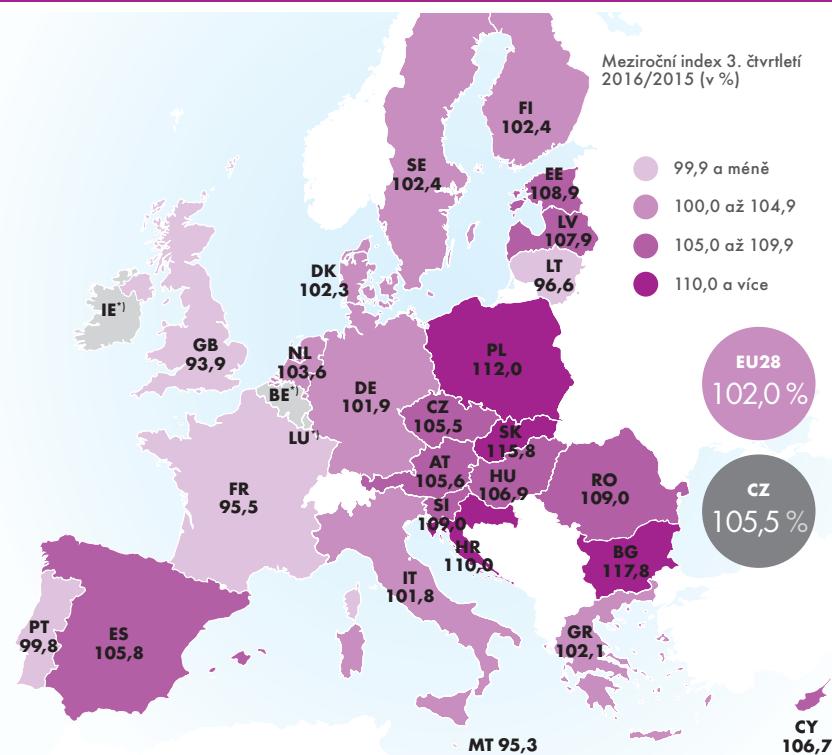 Meziroční index 3. čtvrtletí
2016/2015 (v %)
99,9 a méně
100,0 až 104,9
105,0 až 109,9
110,0 a více
FI
102,4
SE
102,4
EE
108,9
LV
107,9
LT
96,6
DK
102,3
IE*)
GB
93,9
NL
103,6
BE*)
LU*)
DE
101,9
PL
112,0
CZ
105,5
SK
115,8
AT
105,6
HU
106,9
RO
109,0
FR
95,5
SI
109,0
HR
110,0
BG
117,8
IT
101,8
PT
99,8
ES
105,8
GR
102,1
MT 95,3
CY
106,7
EU28
102,0 %
CZ
105,5 %